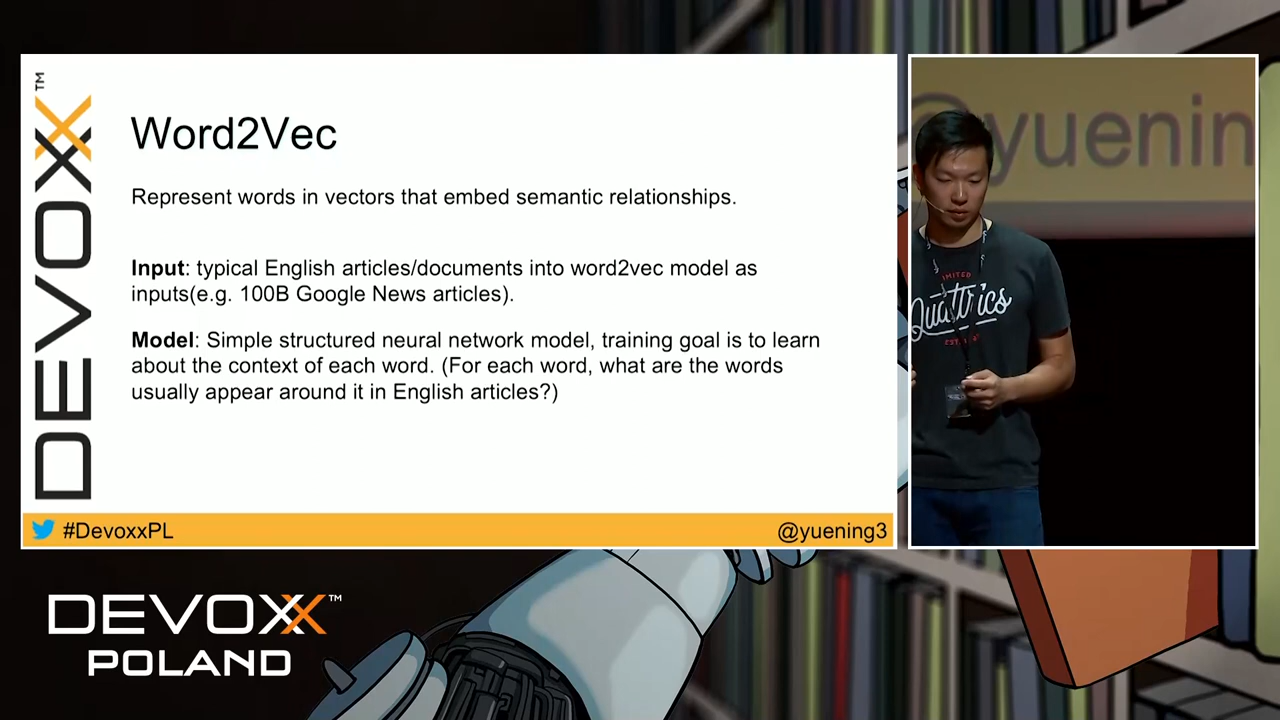 DEVOXX™
Word2Vec
Represent words in vectors that embed semantic relationships.
Input: typical English articles/documents into word2vec model as
inputs(e.g. 100B Google News articles).
Model: Simple structured neural network model, training goal is to learn
about the context of each word. (For each word, what are the words
usually appear around it in English articles?)
#DevoxxPL
@yuening3
@yuenin
Qualtrics
DEVOXX™
POLAND